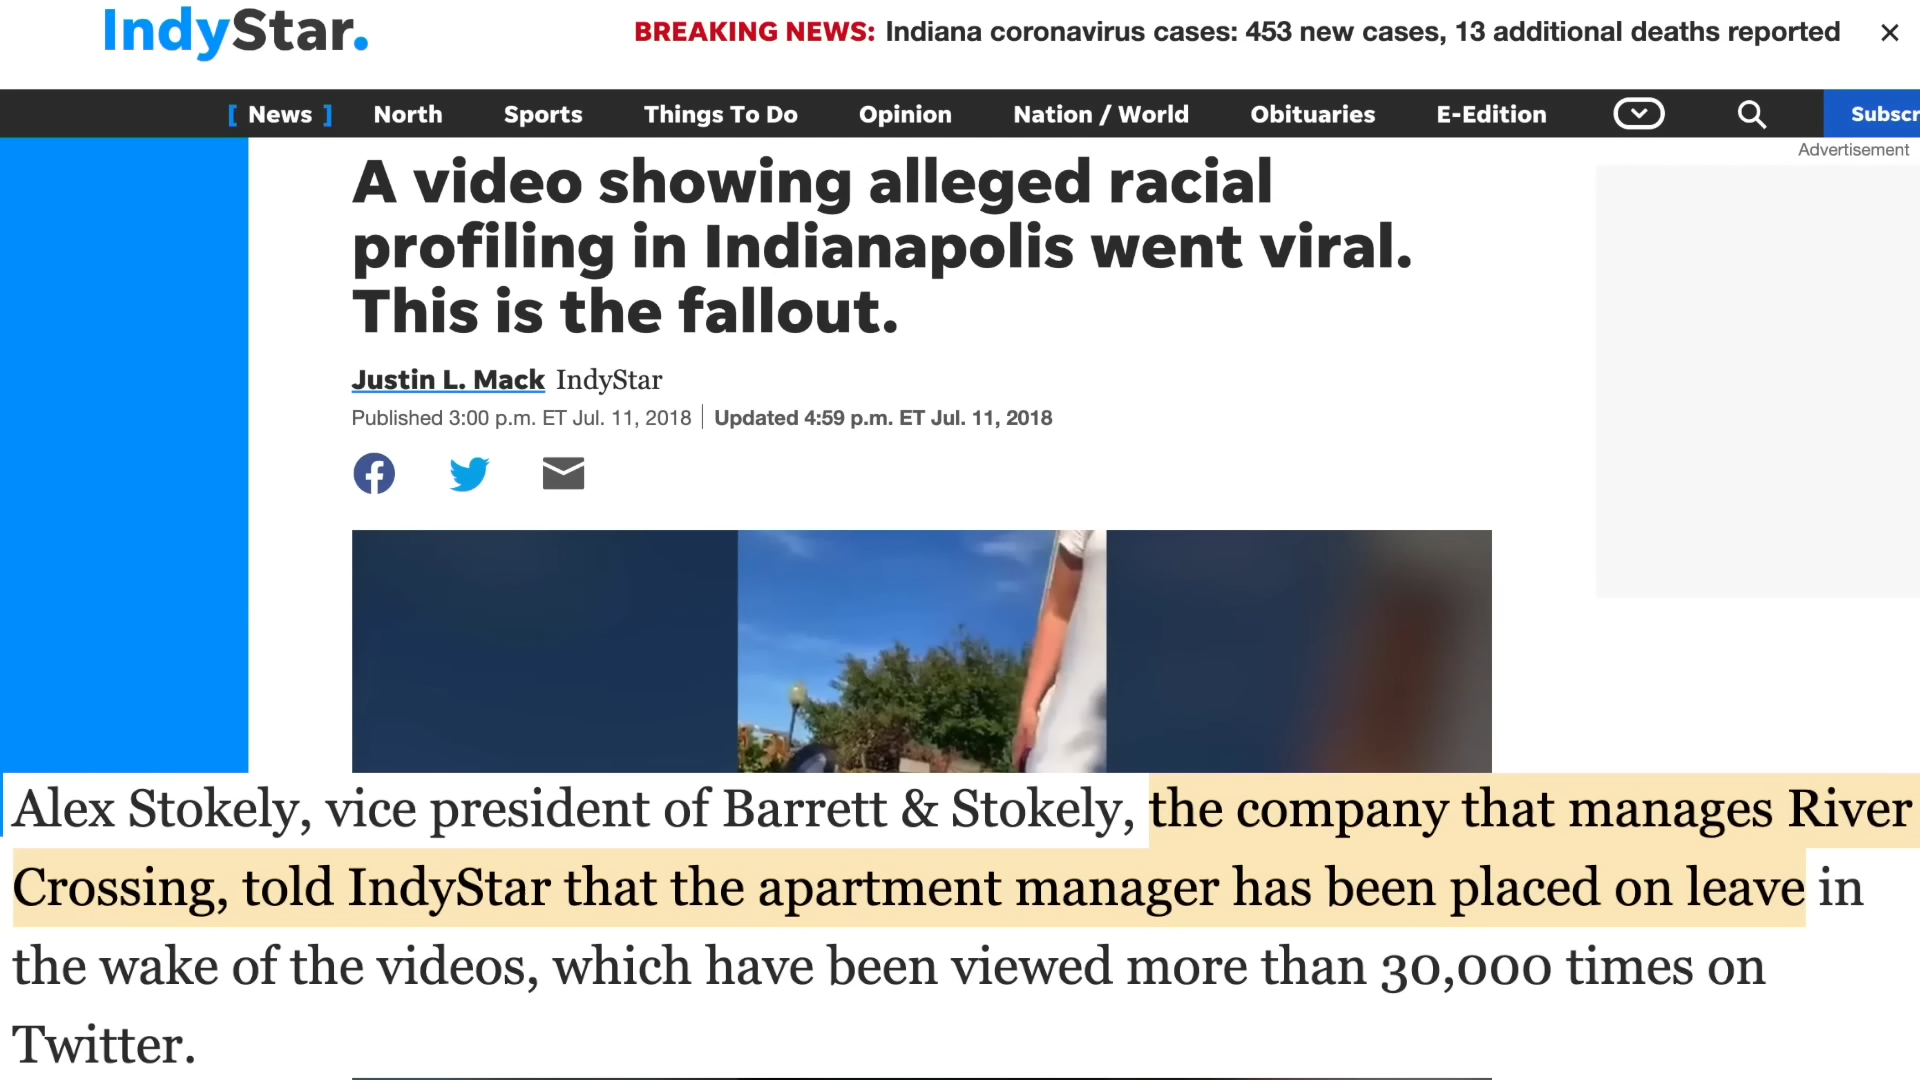 IndyStar.
BREAKING NEWS: Indiana coronavirus cases: 453 new cases, 13 additional deaths reported
[ News ] North Sports Things To Do Opinion Nation / World Obituaries E-Edition Subscr
Advertisement
A video showing alleged racial
profiling in Indianapolis went viral.
This is the fallout.
Justin L. Mack IndyStar
Published 3:00 p.m. ET Jul. 11, 2018 | Updated 4:59 p.m. ET Jul. 11, 2018
Alex Stokely, vice president of Barrett & Stokely, the company that manages River
Crossing, told IndyStar that the apartment manager has been placed on leave in
the wake of the videos, which have been viewed more than 30,000 times on
Twitter.